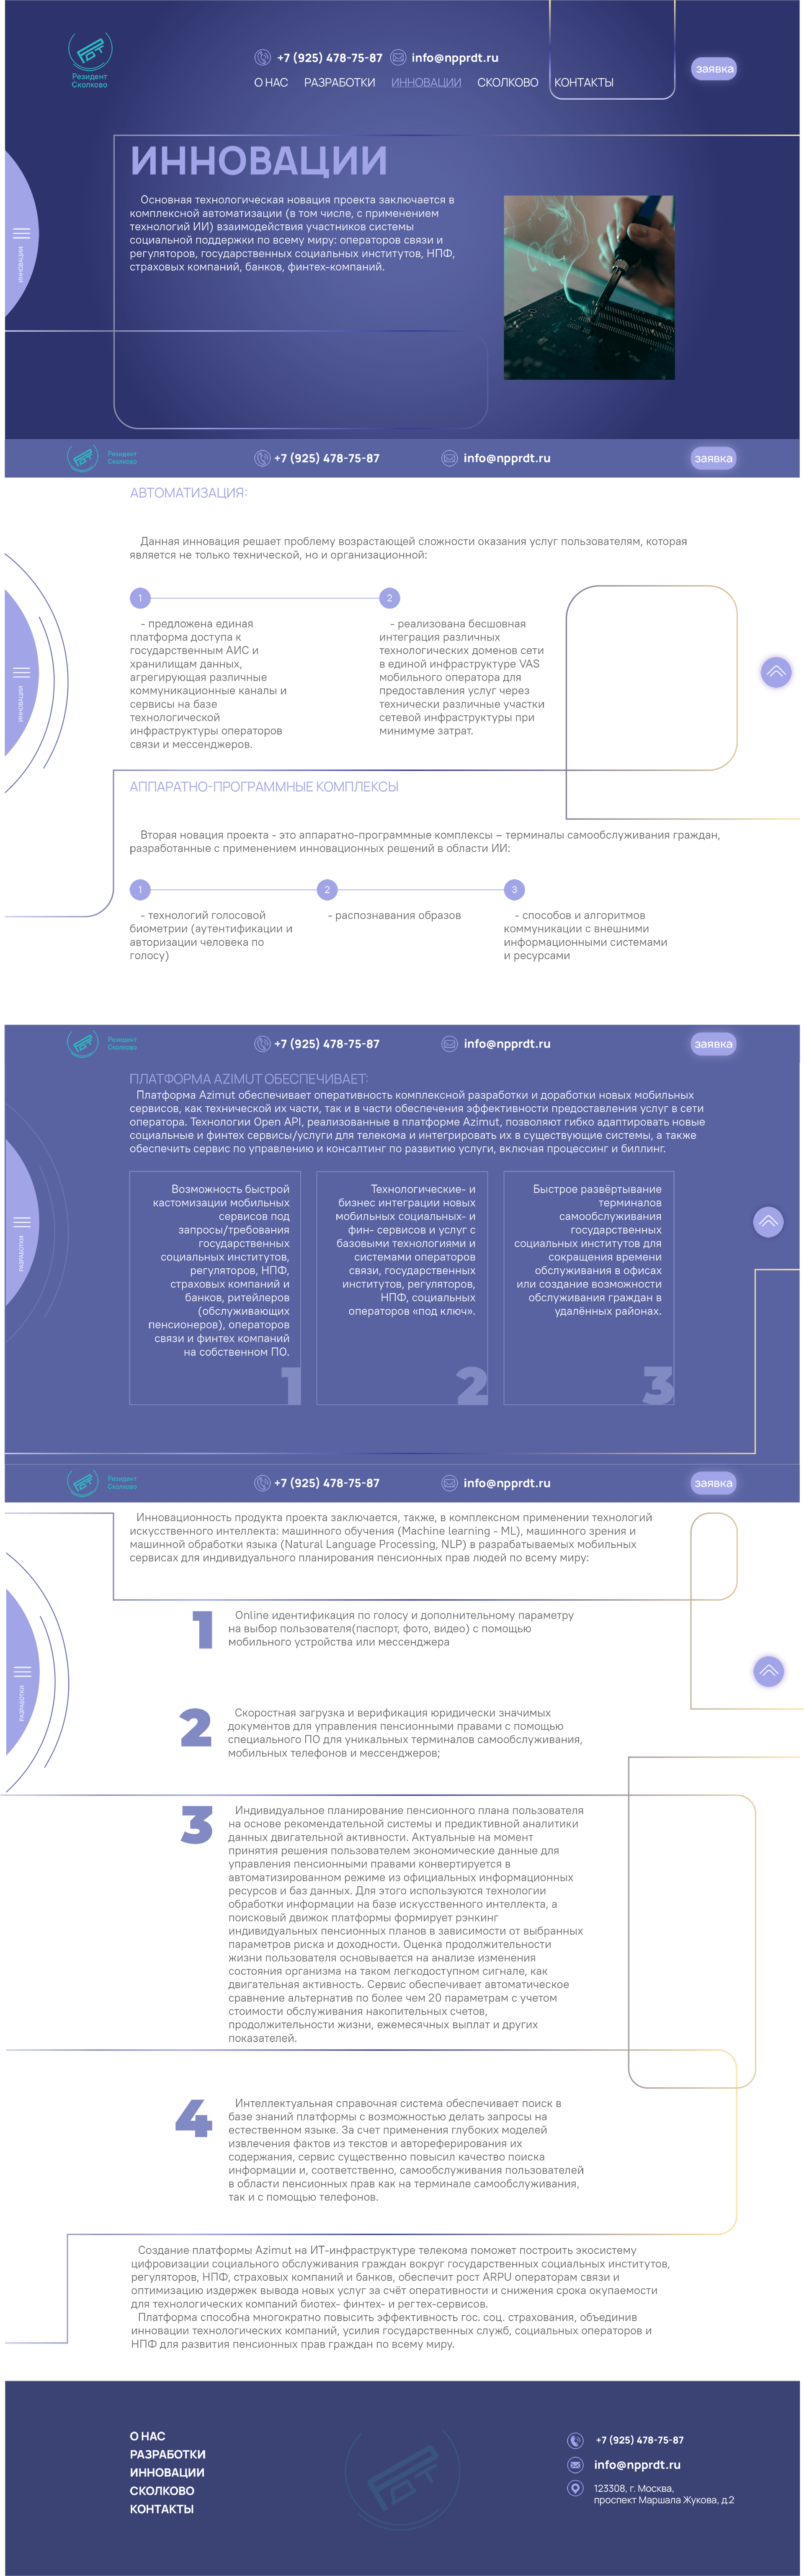 Резидент
Сколково
+7 (925) 478-75-87
info@npprdt.ru
заявка
О НАС
РАЗРАБОТКИ
ИННОВАЦИИ
СКОЛКОВО
КОНТАКТЫ
ИННОВАЦИИ
Основная технологическая новация проекта заключается в
комплексной автоматизации (в том числе, с применением
технологий ИИ) взаимодействия участников системы
социальной поддержки по всему миру: операторов связи и
регуляторов, государственных социальных институтов, НПФ,
страховых компаний, банков, финтех-компаний.
ИННОВАЦИИ
Резидент
Сколково
+7 (925) 478-75-87
info@npprdt.ru
заявка
АВТОМАТИЗАЦИЯ:
Данная инновация решает проблему возрастающей сложности оказания услуг пользователям, которая
является не только технической, но и организационной:
1
- предложена единая
платформа доступа к
государственным АИС и
хранилищам данных,
агрегирующая различные
коммуникационные каналы и
сервисы на базе
технологической
инфраструктуры операторов
связи и мессенджеров.
2
- реализована бесшовная
интеграция различных
технологических доменов сети
в единой инфраструктуре VAS
мобильного оператора для
предоставления услуг через
технически различные участки
сетевой инфраструктуры при
минимуме затрат.
ИННОВАЦИИ
АППАРАТНО-ПРОГРАММНЫЕ КОМПЛЕКСЫ
Вторая новация проекта - это аппаратно-программные комплексы – терминалы самообслуживания граждан,
разработанные с применением инновационных решений в области ИИ:
1
- технологий голосовой
биометрии (аутентификации и
авторизации человека по
голосу)
2
- распознавания образов
3
- способов и алгоритмов
коммуникации с внешними
информационными системами
и ресурсами
Резидент
Сколково
+7 (925) 478-75-87
info@npprdt.ru
заявка
ПЛАТФОРМА AZIMUT ОБЕСПЕЧИВАЕТ:
Платформа Azimut обеспечивает оперативность комплексной разработки и доработки новых мобильных
сервисов, как технической их части, так и в части обеспечения эффективности предоставления услуг в сети
оператора. Технологии Open API, реализованные в платформе Azimut, позволяют гибко адаптировать новые
социальные и финтех сервисы/услуги для телекома и интегрировать их в существующие системы, а также
обеспечить сервис по управлению и консалтинг по развитию услуги, включая процессинг и биллинг.
Возможность быстрой
кастомизации мобильных
сервисов под
запросы/требования
государственных
социальных институтов,
регуляторов, НПФ,
страховых компаний и
банков, ритейлеров
(обслуживающих
пенсионеров), операторов
связи и финтех компаний
на собственном ПО.
1
Технологические- и
бизнес интеграции новых
мобильных социальных- и
фин- сервисов и услуг с
базовыми технологиями и
системами операторов
связи, государственных
институтов, регуляторов,
НПФ, социальных
операторов «под ключ».
2
Быстрое развёртывание
терминалов
самообслуживания
государственных
социальных институтов для
сокращения времени
обслуживания в офисах
или создание возможности
обслуживания граждан в
удалённых районах.
3
РАЗРАБОТКИ
Резидент
Сколково
+7 (925) 478-75-87
info@npprdt.ru
заявка
Инновационность продукта проекта заключается, также, в комплексном применении технологий
искусственного интеллекта: машинного обучения (Machine learning - ML), машинного зрения и
машинной обработки языка (Natural Language Processing, NLP) в разрабатываемых мобильных
сервисах для индивидуального планирования пенсионных прав людей по всему миру:
РАЗРАБОТКИ
1
Online идентификация по голосу и дополнительному параметру
на выбор пользователя(паспорт, фото, видео) с помощью
мобильного устройства или мессенджера
2
Скоростная загрузка и верификация юридически значимых
документов для управления пенсионными правами с помощью
специального ПО для уникальных терминалов самообслуживания,
мобильных телефонов и мессенджеров;
3
Индивидуальное планирование пенсионного плана пользователя
на основе рекомендательной системы и предиктивной аналитики
данных двигательной активности. Актуальные на момент
принятия решения пользователем экономические данные для
управления пенсионными правами конвертируется в
автоматизированном режиме из официальных информационных
ресурсов и баз данных. Для этого используются технологии
обработки информации на базе искусственного интеллекта, а
поисковый движок платформы формирует рэнкинг
индивидуальных пенсионных планов в зависимости от выбранных
параметров риска и доходности. Оценка продолжительности
жизни пользователя основывается на анализе изменения
состояния организма на таком легкодоступном сигнале, как
двигательная активность. Сервис обеспечивает автоматическое
сравнение альтернатив по более чем 20 параметрам с учетом
стоимости обслуживания накопительных счетов,
продолжительности жизни, ежемесячных выплат и других
показателей.
4
Интеллектуальная справочная система обеспечивает поиск в
базе знаний платформы с возможностью делать запросы на
естественном языке. За счет применения глубоких моделей
извлечения фактов из текстов и автореферирования их
содержания, сервис существенно повысил качество поиска
информации и, соответственно, самообслуживания пользователей
в области пенсионных прав как на терминале самообслуживания,
так и с помощью телефонов.
Создание платформы Azimut на ИТ-инфраструктуре телекома поможет построить экосистему
цифровизации социального обслуживания граждан вокруг государственных социальных институтов,
регуляторов, НПФ, страховых компаний и банков, обеспечит рост ARPU операторам связи и
оптимизацию издержек вывода новых услуг за счёт оперативности и снижения срока окупаемости
для технологических компаний биотех- финтех- и регтех-сервисов.
Платформа способна многократно повысить эффективность гос. соц. страхования, объединив
инновации технологических компаний, усилия государственных служб, социальных операторов и
НПФ для развития пенсионных прав граждан по всему миру.
О НАС
РАЗРАБОТКИ
ИННОВАЦИИ
СКОЛКОВО
КОНТАКТЫ
+7 (925) 478-75-87
info@npprdt.ru
123308, г. Москва,
проспект Маршала Жукова, д.2